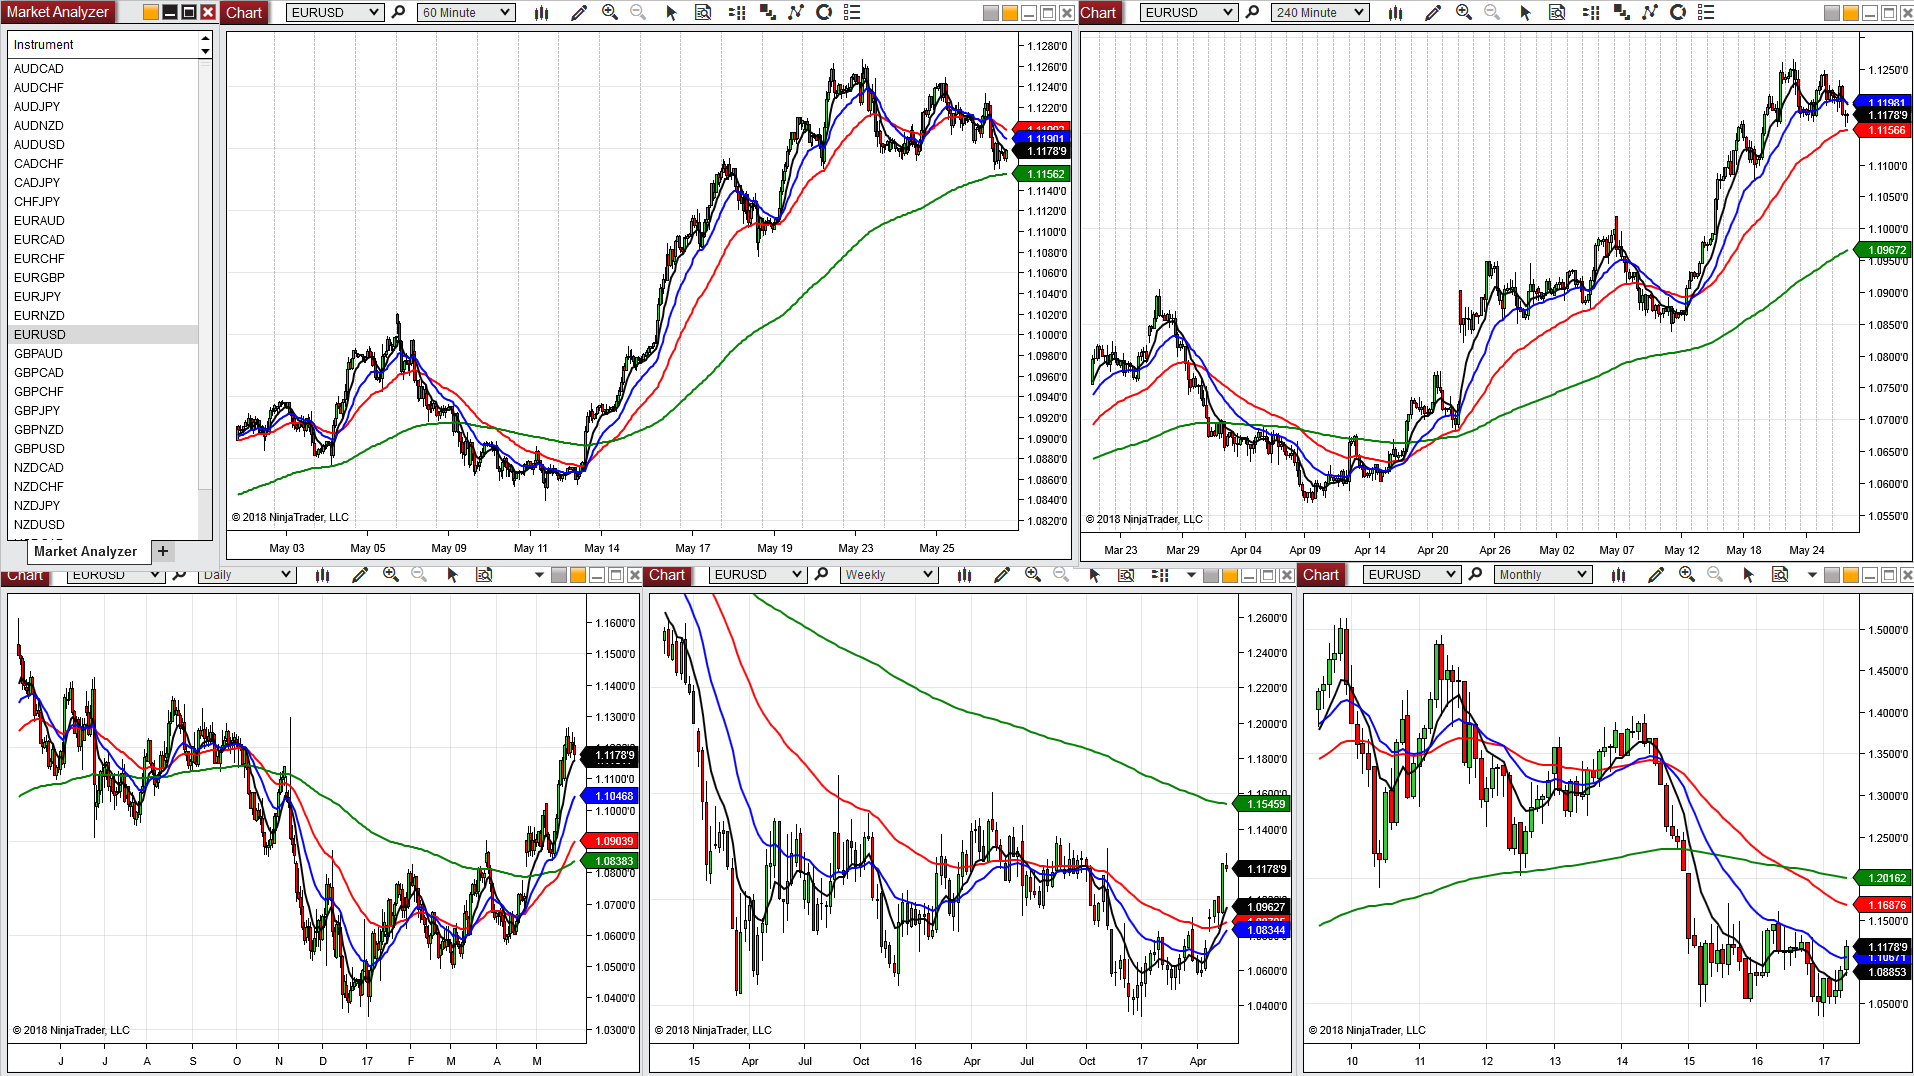 Market Analyzer
Instrument
AUDCAD
AUDCHF
AUDJPY
AUDNZD
AUDUSD
CADCHF
CADJPY
CHFJPY
EURAUD
EURCAD
EURCHF
EURGBP
EURJPY
EURNZD
EURUSD
GBPAUD
GBPCAD
GBPCHF
GBPJPY
GBPNZD
GBPUSD
NZDCAD
NZDCHF
NZDJPY
NZDUSD
Market Analyzer +
Chart EURUSD 60 Minute
1.1280'0
1.1260'0
1.1240'0
1.1220'0
1.11901
1.1178'9
1.11562
1.1140'0
1.1120'0
1.1100'0
1.1080'0
1.1060'0
1.1040'0
1.1020'0
1.1000'0
1.0980'0
1.0960'0
1.0940'0
1.0920'0
1.0900'0
1.0880'0
1.0860'0
1.0840'0
1.0820'0
© 2018 NinjaTrader, LLC
May 03 May 05 May 09 May 11 May 14 May 17 May 19 May 23 May 25
Chart EURUSD 240 Minute
1.1250'0
1.11981
1.1178'9
1.11566
1.1100'0
1.1050'0
1.1000'0
1.09672
1.0950'0
1.0900'0
1.0850'0
1.0800'0
1.0750'0
1.0700'0
1.0650'0
1.0600'0
1.0550'0
© 2018 NinjaTrader, LLC
Mar 23 Mar 29 Apr 04 Apr 09 Apr 14 Apr 20 Apr 26 May 02 May 07 May 12 May 18 May 24
Chart EURUSD Daily
1.1600'0
1.1500'0
1.1400'0
1.1300'0
1.1178'9
1.1100'0
1.10468
1.1000'0
1.09039
1.08383
1.0800'0
1.0700'0
1.0600'0
1.0500'0
1.0400'0
1.0300'0
© 2018 NinjaTrader, LLC
J J A S O N D 17 F M A M
Chart EURUSD Weekly
1.2600'0
1.2400'0
1.2200'0
1.2000'0
1.1800'0
1.1600'0
1.15459
1.1400'0
1.1178'9
1.09627
1.08344
1.0600'0
1.0400'0
© 2018 NinjaTrader, LLC
15 Apr Jul Oct 16 Apr Jul Oct 17 Apr
Chart EURUSD Monthly
1.5000'0
1.4500'0
1.4000'0
1.3500'0
1.3000'0
1.2500'0
1.20162
1.16876
1.1500'0
1.1178'9
1.10671
1.08853
1.0500'0
© 2018 NinjaTrader, LLC
10 11 12 13 14 15 16 17